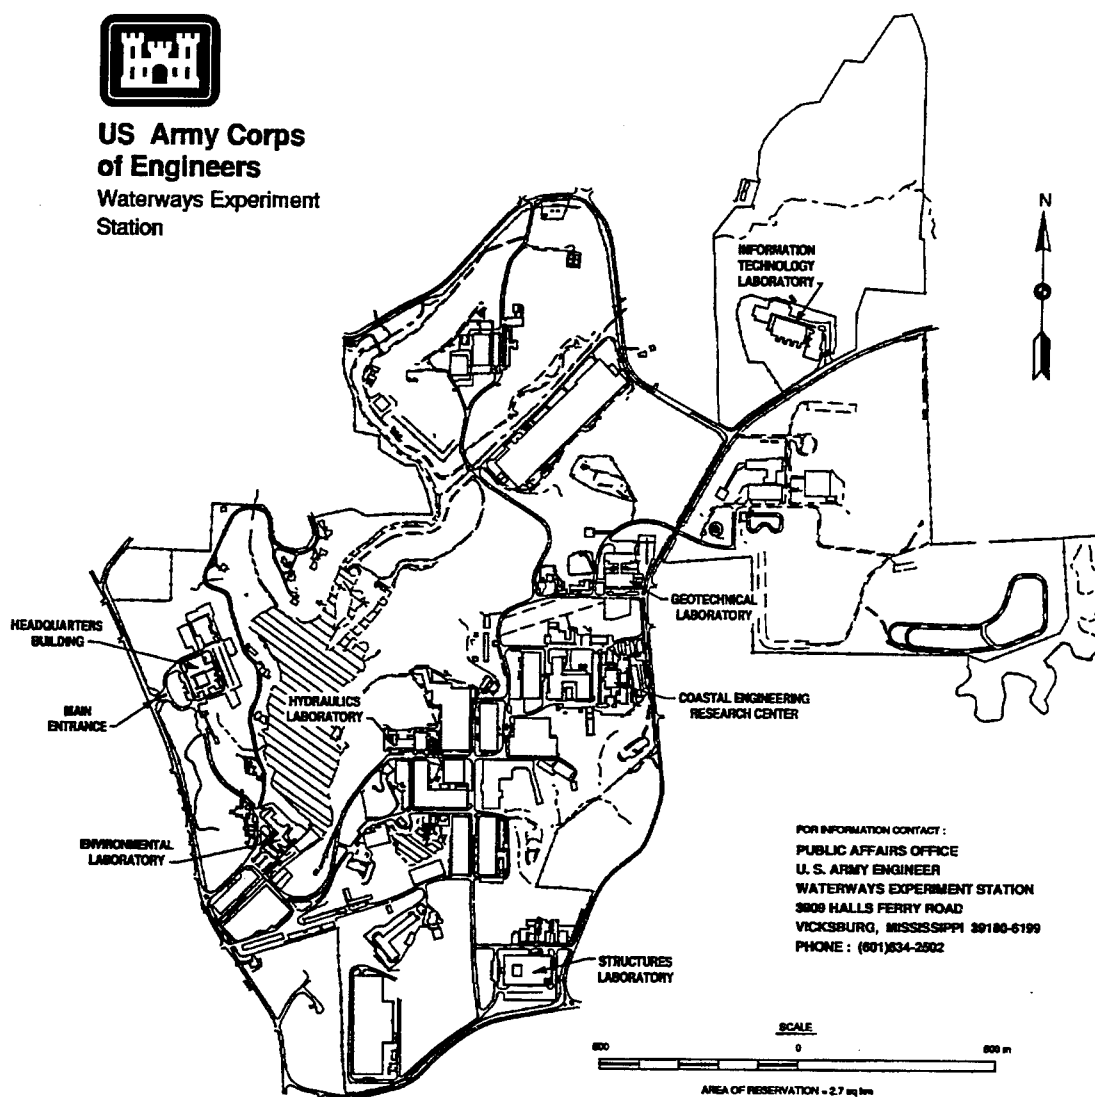 US Army Corps
of Engineers
Waterways Experiment
Station
N
INFORMATION
TECHNOLOGY
LABORATORY
GEOTECHNICAL
LABORATORY
HEADQUARTERS
BUILDING
MAIN
ENTRANCE
HYDRAULICS
LABORATORY
COASTAL ENGINEERING
RESEARCH CENTER
ENVIRONMENTAL
LABORATORY
STRUCTURES
LABORATORY
FOR INFORMATION CONTACT :
PUBLIC AFFAIRS OFFICE
U. S. ARMY ENGINEER
WATERWAYS EXPERIMENT STATION
3909 HALLS FERRY ROAD
VICKSBURG, MISSISSIPPI 39180-6199
PHONE : (601)634-2502
SCALE
0
AREA OF RESERVATION = 2.7 sq km